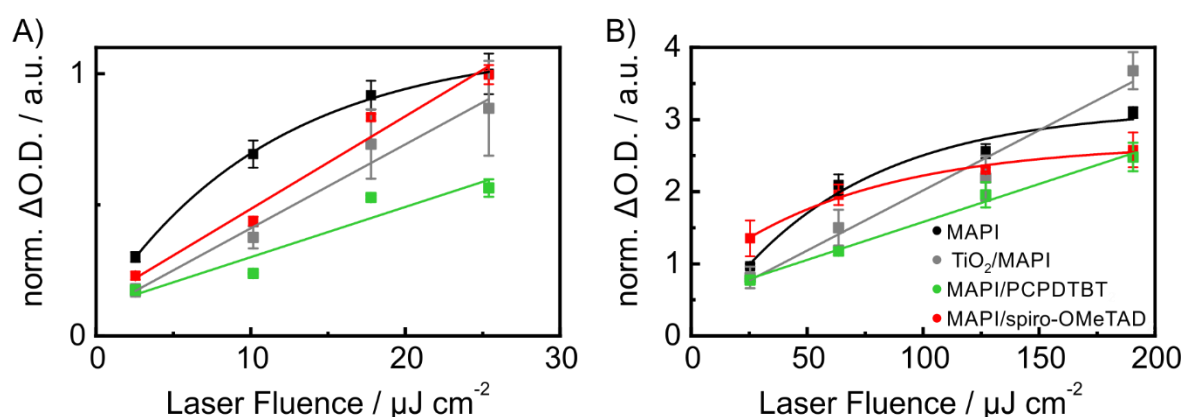 A)
norm. ΔO.D. / a.u.
1
0
0
10
20
30
Laser Fluence / µJ cm⁻²
B)
norm. ΔO.D. / a.u.
4
3
2
1
0
0
50
100
150
200
MAPI
TiO₂/MAPI
MAPI/PCPDTBT
MAPI/spiro-OMeTAD
Laser Fluence / µJ cm⁻²